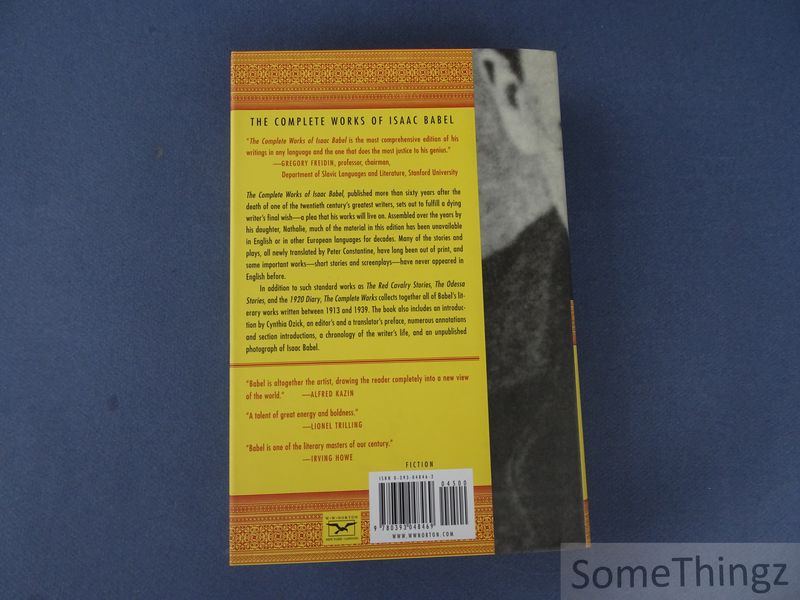 THE COMPLETE WORKS OF ISAAC BABEL
"The Complete Works of Isaac Babel is the most comprehensive edition of his
writings in any language and the one that does the most justice to his genius."
—GREGORY FREIDIN, professor, chairman,
Department of Slavic Languages and Literature, Stanford University
The Complete Works of Isaac Babel, published more than sixty years after the
death of one of the twentieth century's greatest writers, sets out to fulfill a dying
writer's final wish—a plea that his works will live on. Assembled over the years by
his daughter, Nathalie, much of the material in this edition has been unavailable
in English or in other European languages for decades. Many of the stories and
plays, all newly translated by Peter Constantine, have long been out of print, and
some important works—short stories and screenplays—have never appeared in
English before.
In addition to such standard works as The Red Cavalry Stories, The Odessa
Stories, and the 1920 Diary, The Complete Works collects together all of Babel's lit-
erary works written between 1913 and 1939. The book also includes an introduc-
tion by Cynthia Ozick, an editor's and a translator's preface, numerous annotations
and section introductions, a chronology of the writer's life, and an unpublished
photograph of Isaac Babel.
"Babel is altogether the artist, drawing the reader completely into a new view
of the world." —ALFRED KAZIN
"A talent of great energy and boldness."
—LIONEL TRILLING
"Babel is one of the literary masters of our century."
—IRVING HOWE
FICTION
ISBN 0-393-04846-2
04500
9 780393 048469
WWW.WWNORTON.COM
W·W·NORTON
NEW YORK · LONDON
SomeThingz